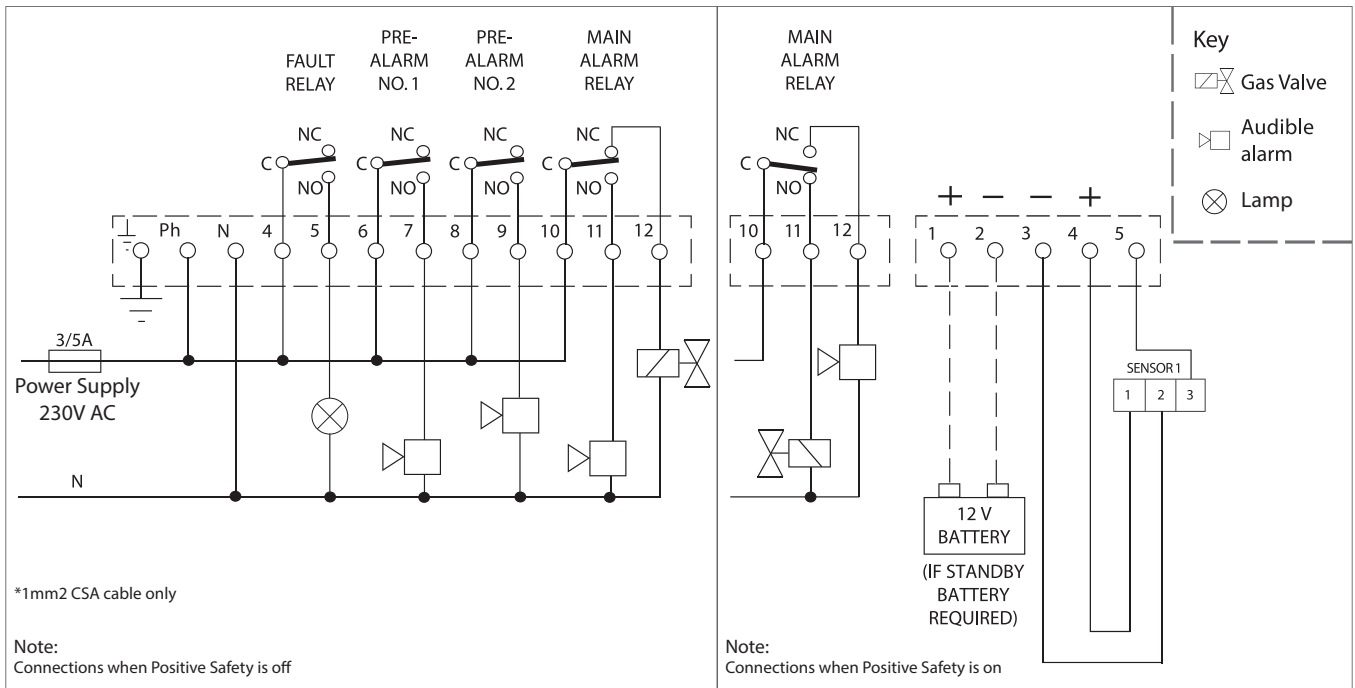 FAULT
RELAY
PRE-
ALARM
NO. 1
PRE-
ALARM
NO. 2
MAIN
ALARM
RELAY
NC
C
NO
NC
C
NO
NC
C
NO
NC
C
NO
Ph N 4 5 6 7 8 9 10 11 12
3/5A
Power Supply
230V AC
N
*1mm2 CSA cable only
Note:
Connections when Positive Safety is off
MAIN
ALARM
RELAY
NC
C
NO
10 11 12
+ − − +
1 2 3 4 5
SENSOR 1
1 2 3
12 V
BATTERY
(IF STANDBY
BATTERY
REQUIRED)
Note:
Connections when Positive Safety is on
Key
Gas Valve
Audible
alarm
Lamp